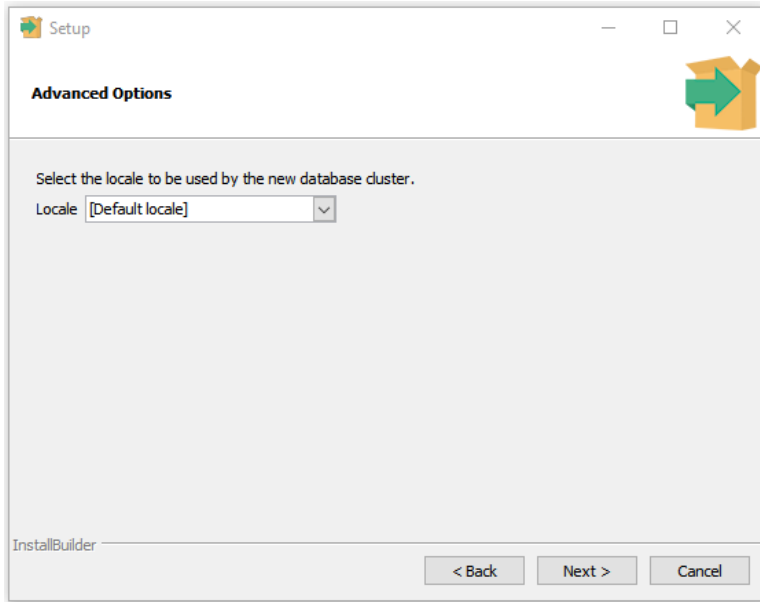 Setup
Advanced Options
Select the locale to be used by the new database cluster.
Locale [Default locale]
InstallBuilder
< Back Next > Cancel